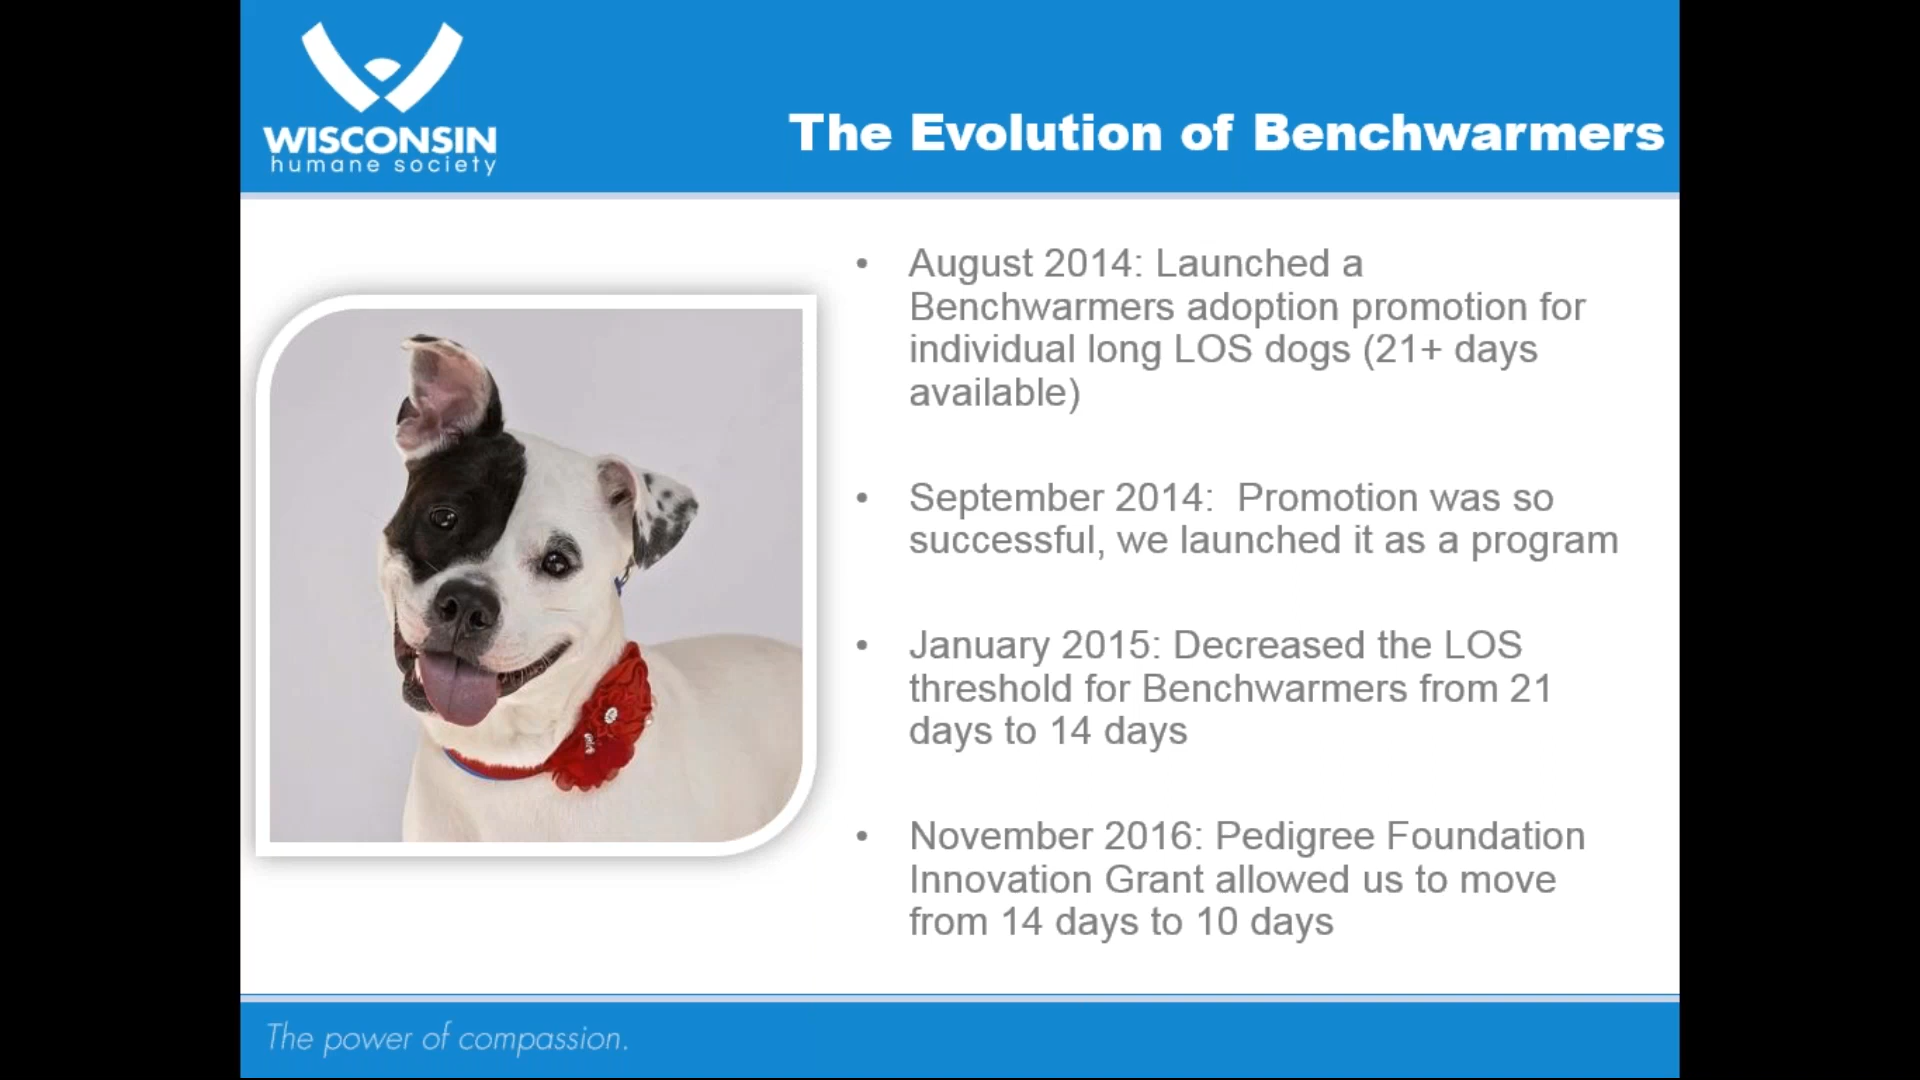 WISCONSIN
humane society
The Evolution of Benchwarmers
• August 2014: Launched a
Benchwarmers adoption promotion for
individual long LOS dogs (21+ days
available)
• September 2014:  Promotion was so
successful, we launched it as a program
• January 2015: Decreased the LOS
threshold for Benchwarmers from 21
days to 14 days
• November 2016: Pedigree Foundation
Innovation Grant allowed us to move
from 14 days to 10 days
The power of compassion.